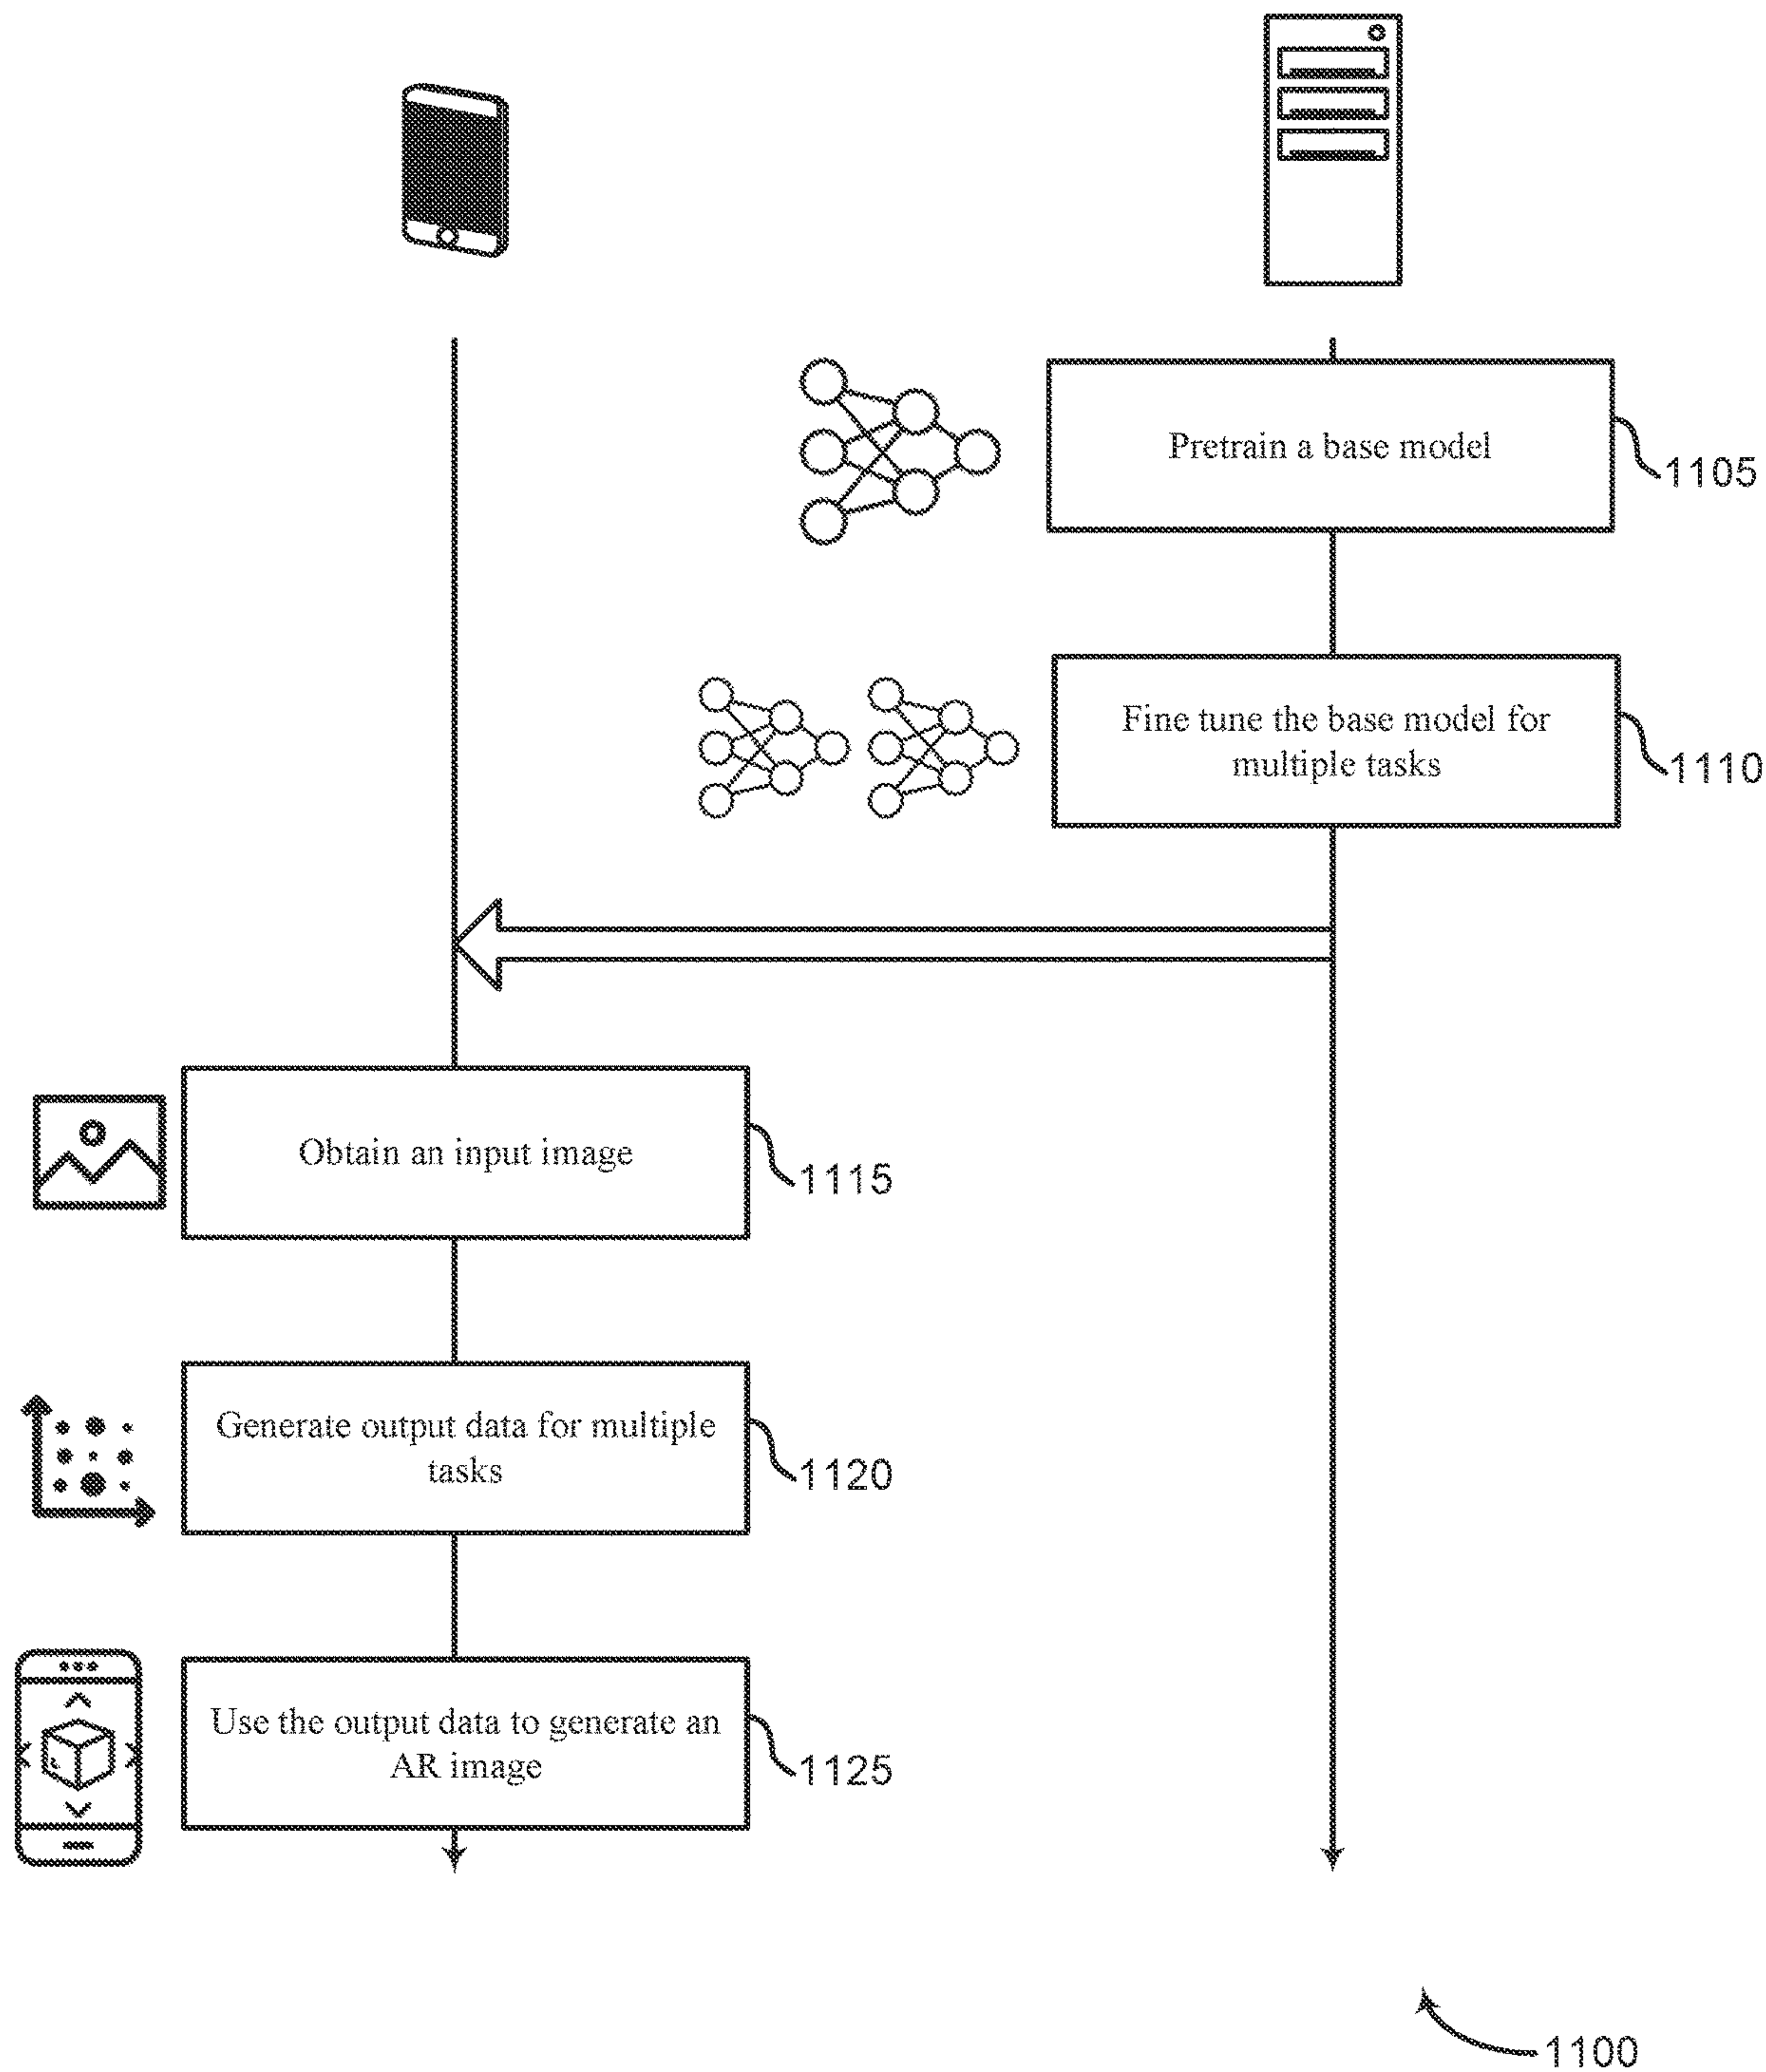 Pretrain a base model
1105
Fine tune the base model for
multiple tasks
1110
Obtain an input image
1115
Generate output data for multiple
tasks
1120
Use the output data to generate an
AR image
1125
1100